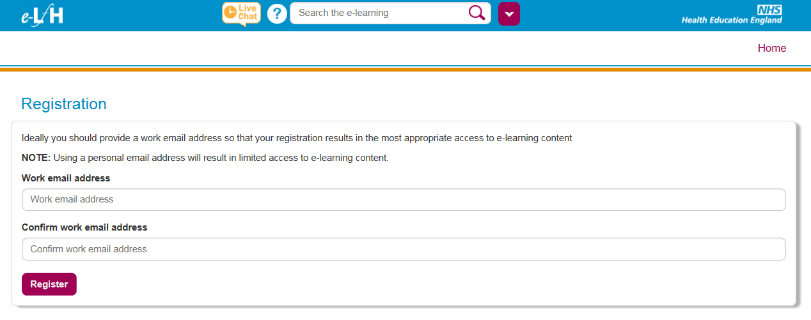 e-LfH
Live Chat
?
Search the e-learning
NHS
Health Education England
Home
Registration
Ideally you should provide a work email address so that your registration results in the most appropriate access to e-learning content
NOTE: Using a personal email address will result in limited access to e-learning content.
Work email address
Work email address
Confirm work email address
Confirm work email address
Register